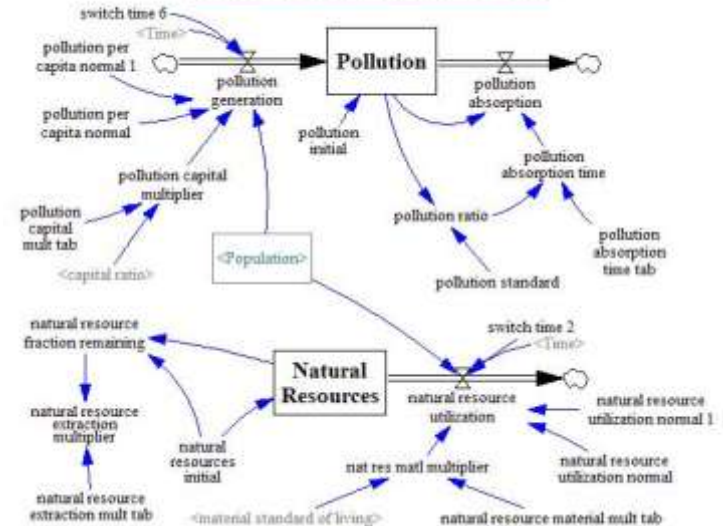 switch time 6
<Time>
pollution per
capita normal 1
pollution
generation
Pollution
pollution
absorption
pollution per
capita normal
pollution
initial
pollution
absorption time
pollution capital
multiplier
pollution
capital
mult tab
pollution ratio
pollution
absorption
time tab
<capital ratio>
<Population>
pollution standard
natural resource
fraction remaining
switch time 2
<Time>
Natural
Resources
natural resource
utilization
natural resource
utilization normal 1
natural resource
extraction
multiplier
natural
resources
initial
nat res matl multiplier
natural resource
utilization normal
natural resource
extraction mult tab
<material standard of living>
natural resource material mult tab